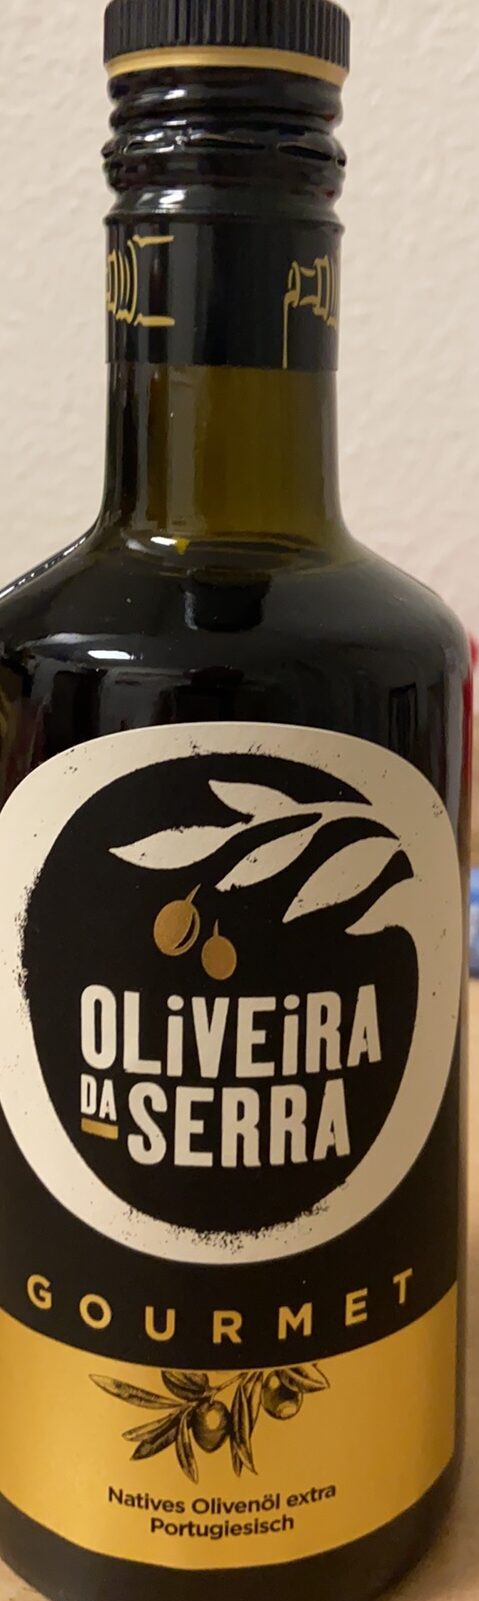 OLiVEiRA
DA SERRA
GOURMET
Natives Olivenöl extra
Portugiesisch